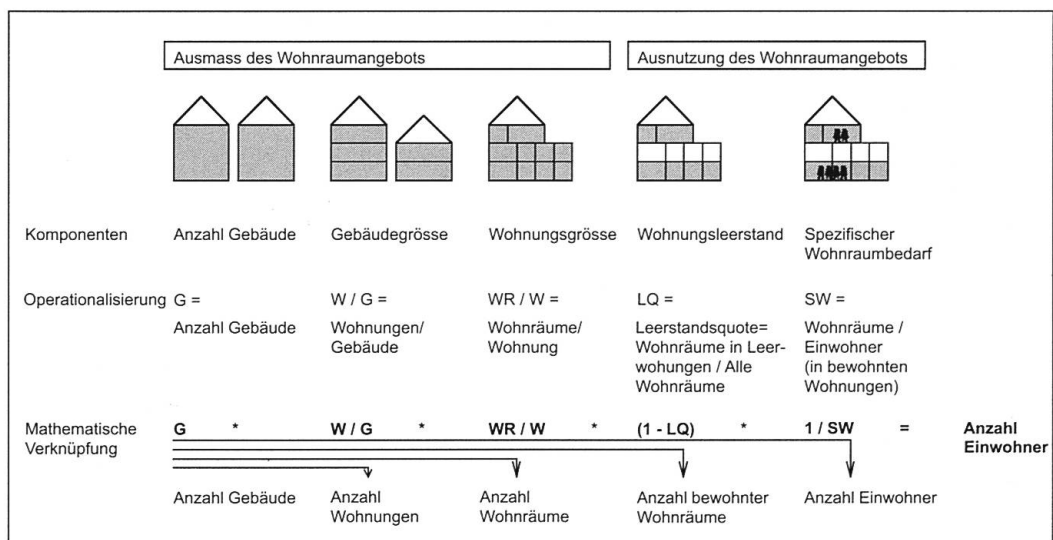 Ausmass des Wohnraumangebots
Ausnutzung des Wohnraumangebots
Komponenten
Anzahl Gebäude
Gebäudegrösse
Wohnungsgrösse
Wohnungsleerstand
Spezifischer
Wohnraumbedarf
Operationalisierung
G =
W / G =
WR / W =
LQ =
SW =
Anzahl Gebäude
Wohnungen/
Gebäude
Wohnräume/
Wohnung
Leerstandsquote=
Wohnräume in Leer-
wohungen / Alle
Wohnräume
Wohnräume /
Einwohner
(in bewohnten
Wohnungen)
Mathematische
Verknüpfung
G * W / G * WR / W * (1 - LQ) * 1 / SW = Anzahl
Einwohner
Anzahl Gebäude
Anzahl
Wohnungen
Anzahl
Wohnräume
Anzahl bewohnter
Wohnräume
Anzahl Einwohner